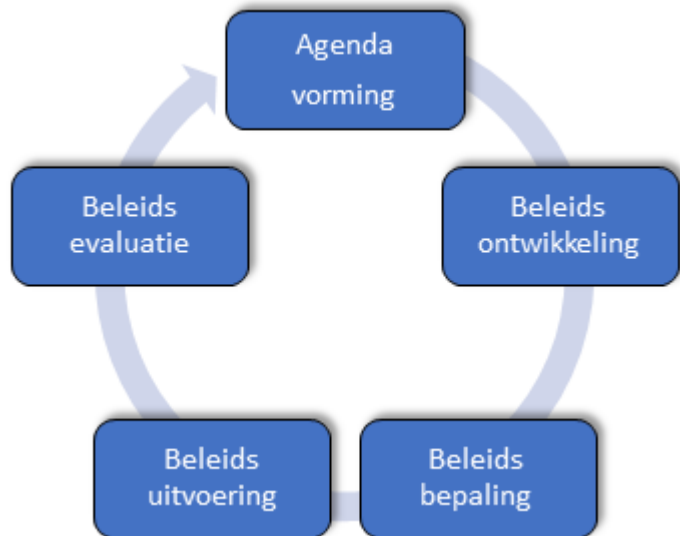 Agenda
vorming
Beleids
ontwikkeling
Beleids
bepaling
Beleids
uitvoering
Beleids
evaluatie